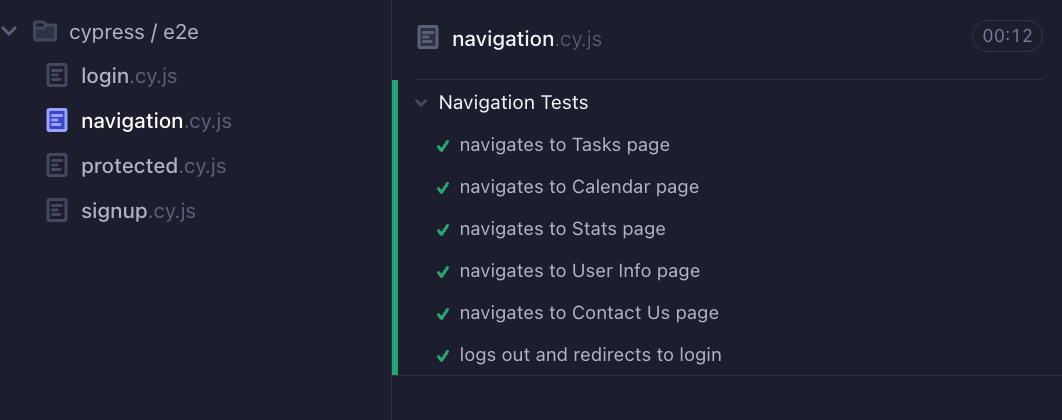 cypress / e2e
login.cy.js
navigation.cy.js
protected.cy.js
signup.cy.js
navigation.cy.js
00:12
Navigation Tests
navigates to Tasks page
navigates to Calendar page
navigates to Stats page
navigates to User Info page
navigates to Contact Us page
logs out and redirects to login